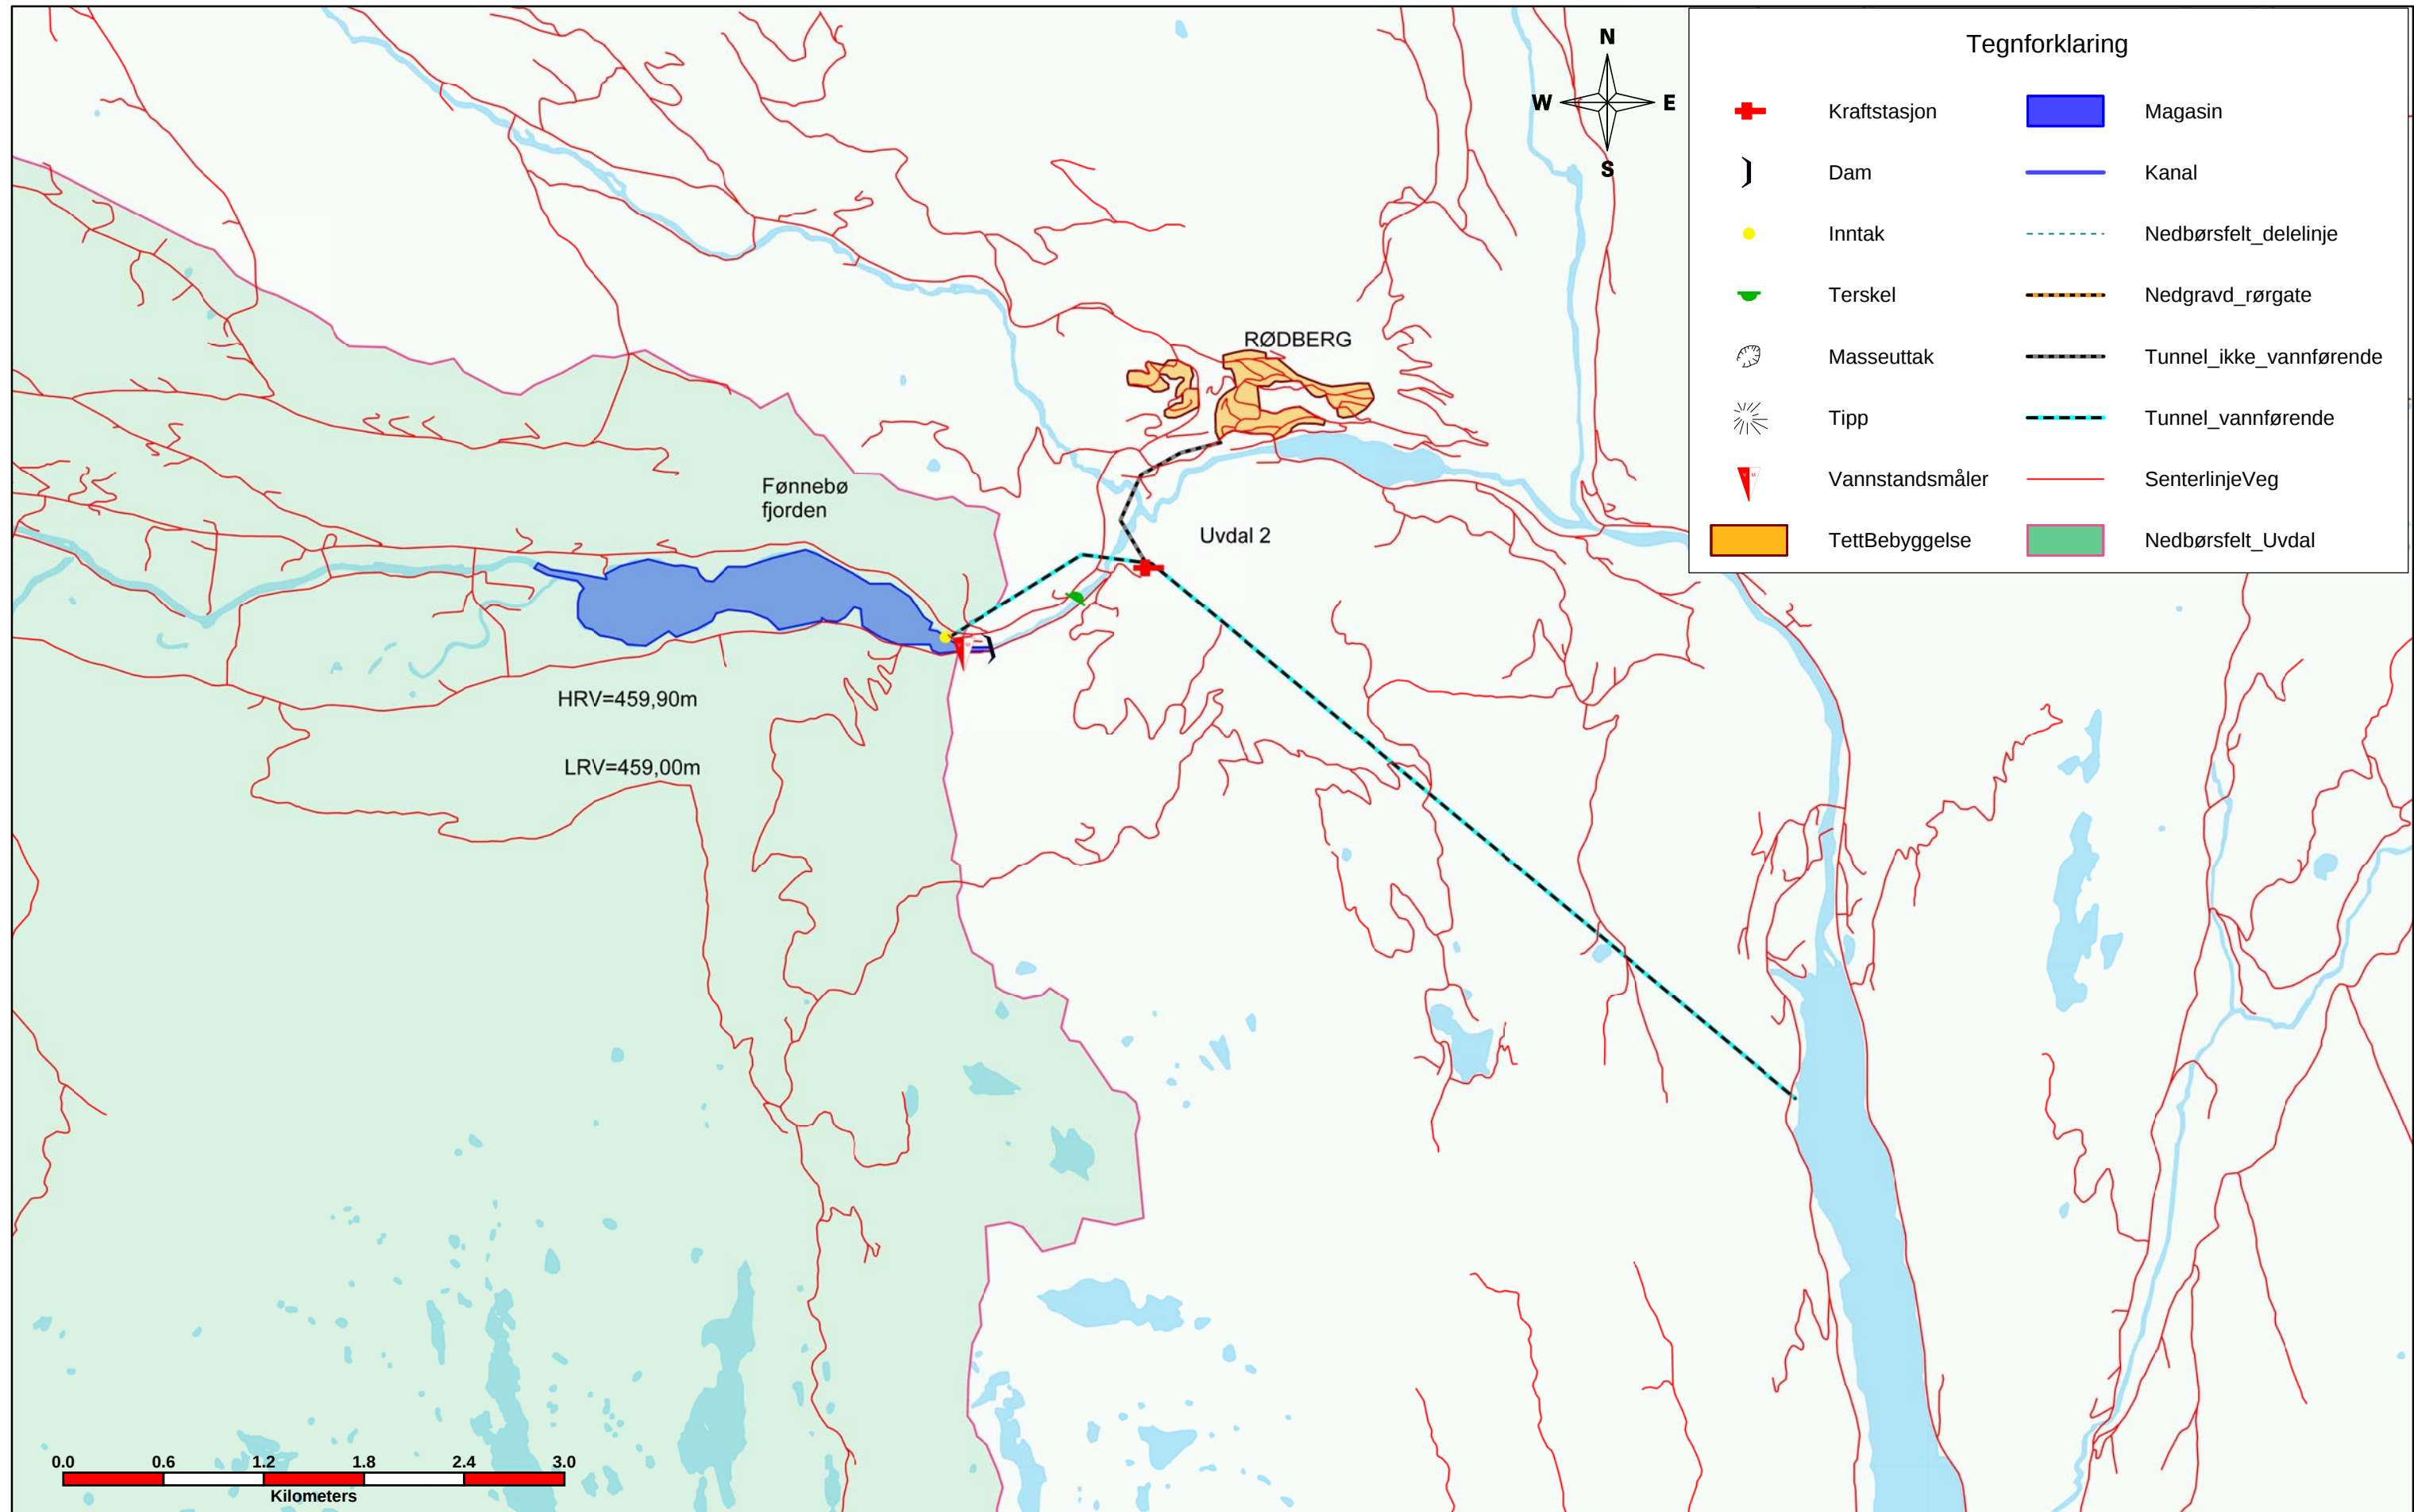 Tegnforklaring
N
W
E
S
Kraftstasjon
Magasin
Dam
Kanal
Inntak
Nedbørsfelt_delelinje
Terskel
Nedgravd_rørgate
Masseuttak
Tunnel_ikke_vannførende
Tipp
Tunnel_vannførende
Vannstandsmåler
SenterlinjeVeg
TettBebyggelse
Nedbørsfelt_Uvdal
RØDBERG
Fønnebø
fjorden
Uvdal 2
HRV=459,90m
LRV=459,00m
0.0 0.6 1.2 1.8 2.4 3.0
Kilometers